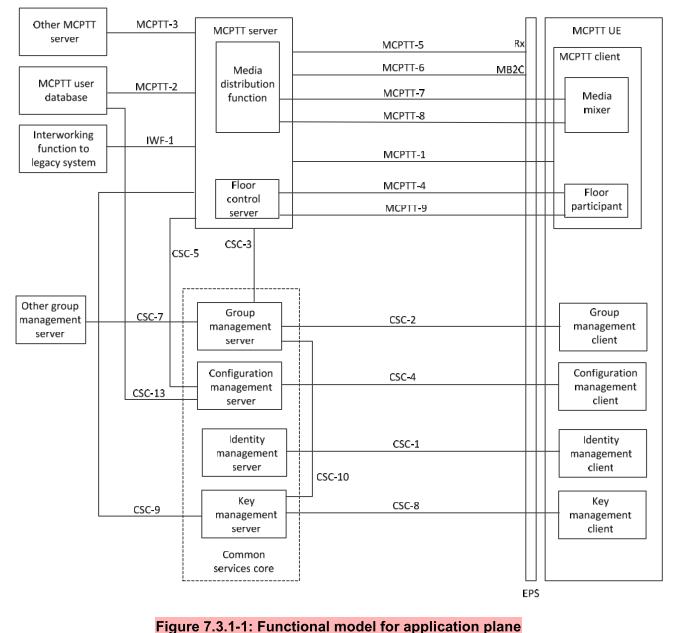 Other MCPTT
server
MCPTT-3
MCPTT server
MCPTT UE
MCPTT-5
Rx
MCPTT client
Media
distribution
function
MCPTT-6
MB2C
MCPTT user
database
MCPTT-2
MCPTT-7
Media
mixer
MCPTT-8
Interworking
function to
legacy system
IWF-1
MCPTT-1
Floor
control
server
MCPTT-4
Floor
participant
MCPTT-9
CSC-5
CSC-3
Other group
management
server
CSC-7
Group
management
server
CSC-2
Group
management
client
Configuration
management
server
CSC-4
Configuration
management
client
CSC-13
Identity
management
server
CSC-1
Identity
management
client
CSC-10
CSC-9
Key
management
server
CSC-8
Key
management
client
Common
services core
EPS
Figure 7.3.1-1: Functional model for application plane